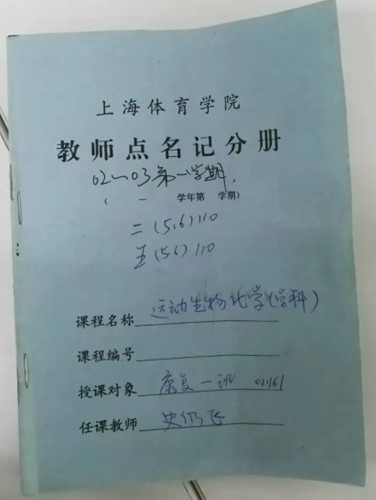 上海体育学院
教师点名记分册
02~03第一学期
( — 学年第 学期)
二(5,6)110
五(56)110
课程名称 运动生物化学(学科)
课程编号
授课对象 康复一班
任课教师 史仍飞